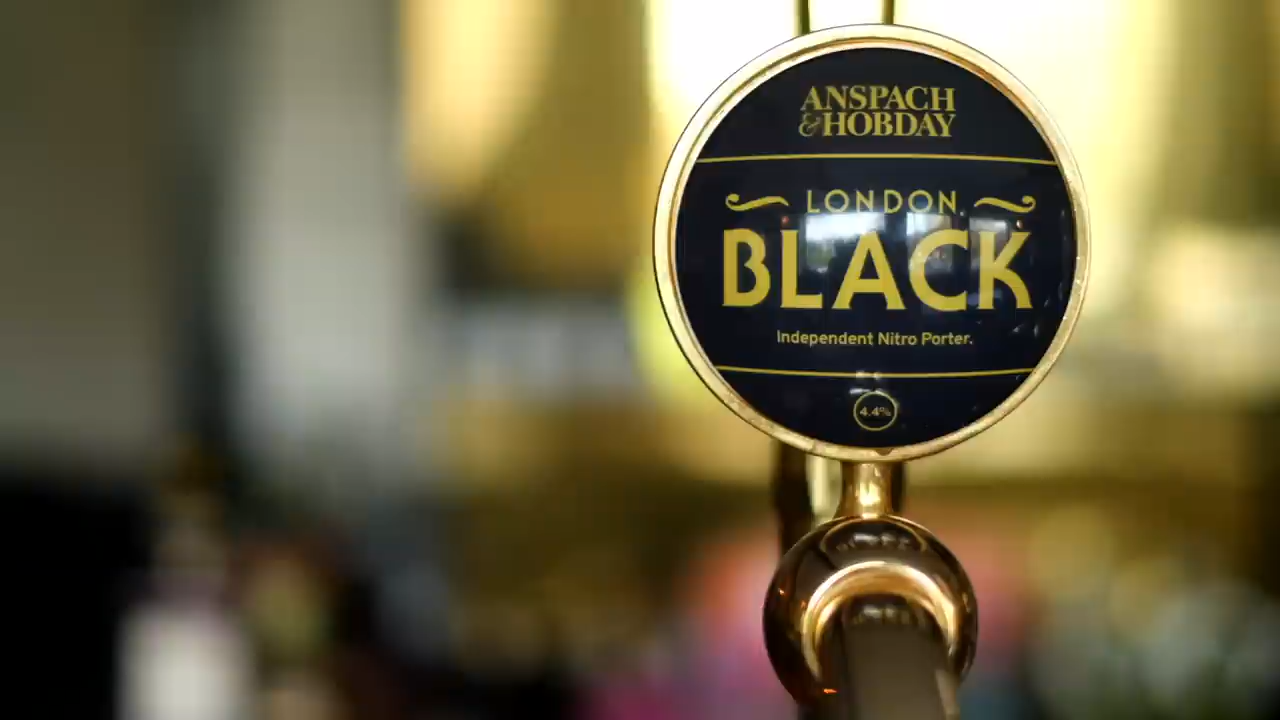 ANSPACH
&HOBDAY
LONDON
BLACK
Independent Nitro Porter.
4.4%